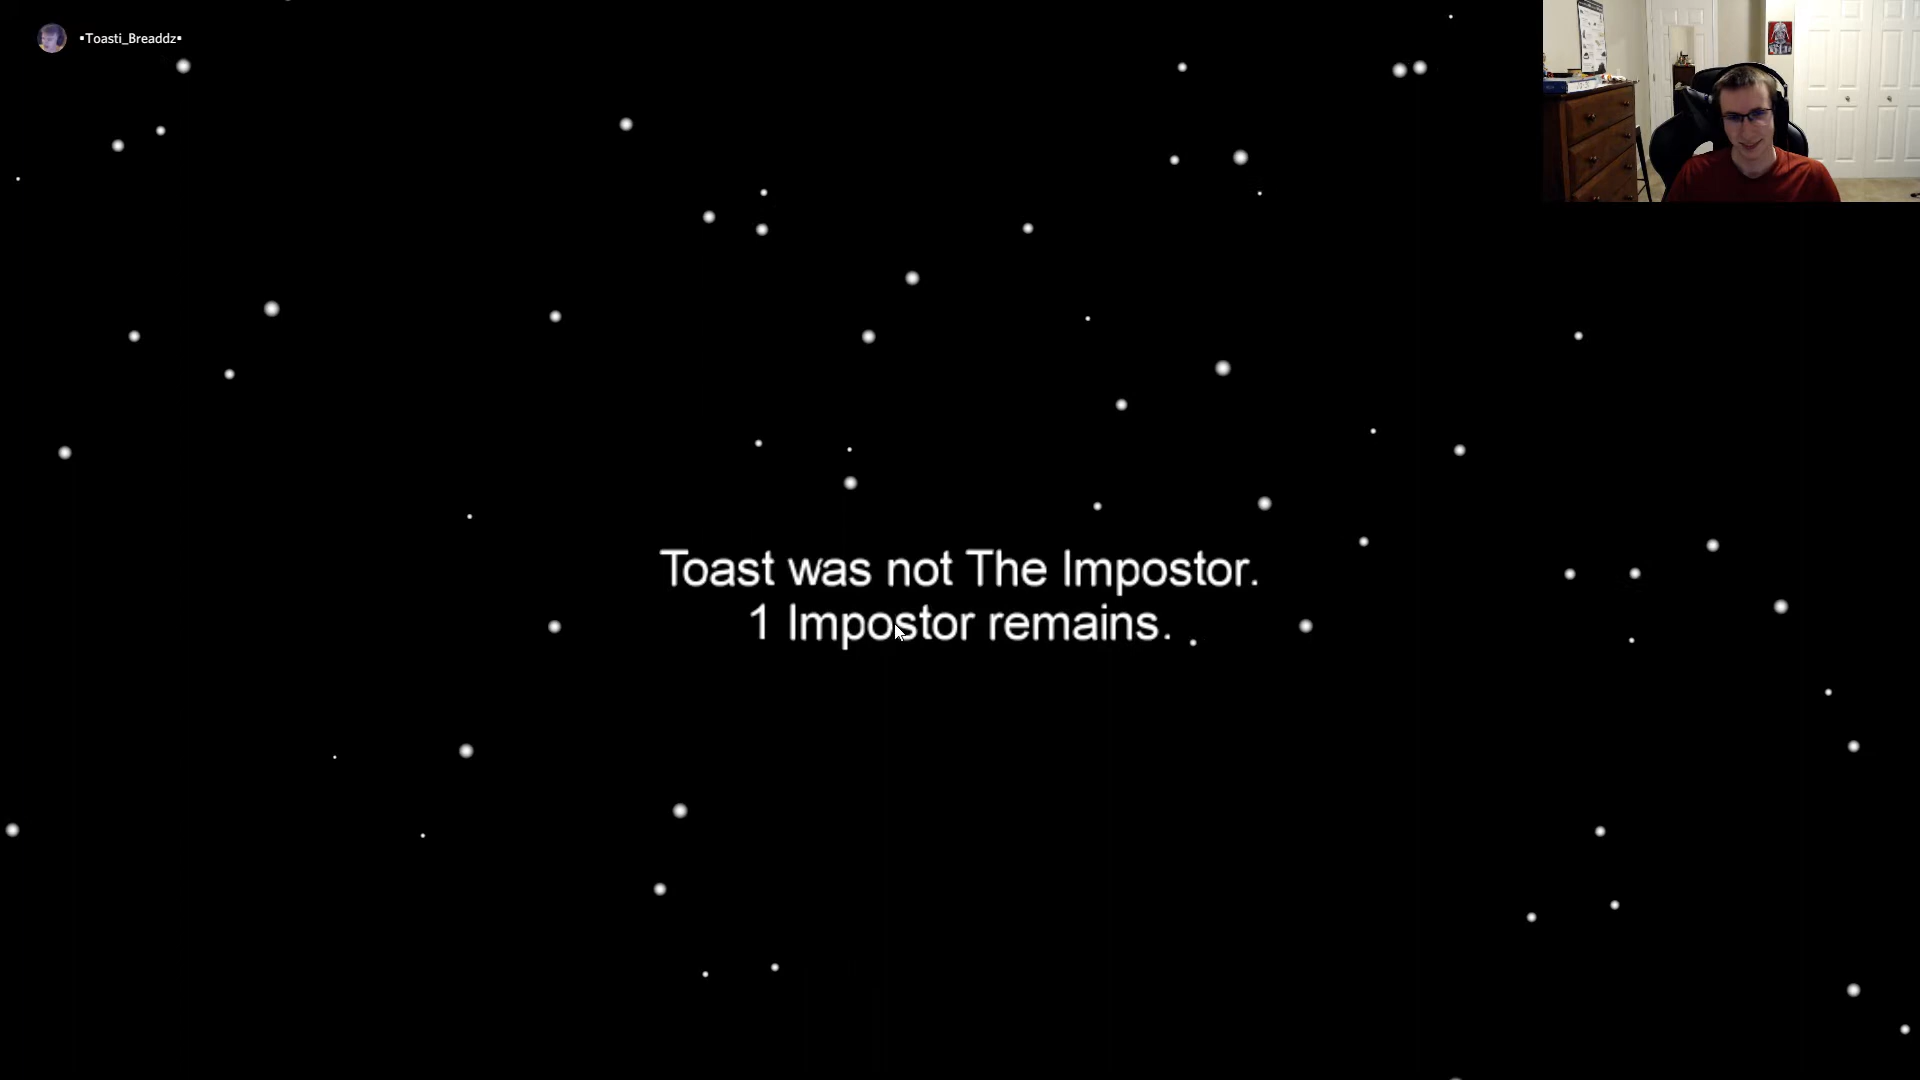 ▪Toasti_Breaddz▪
Toast was not The Impostor.
1 Impostor remains.